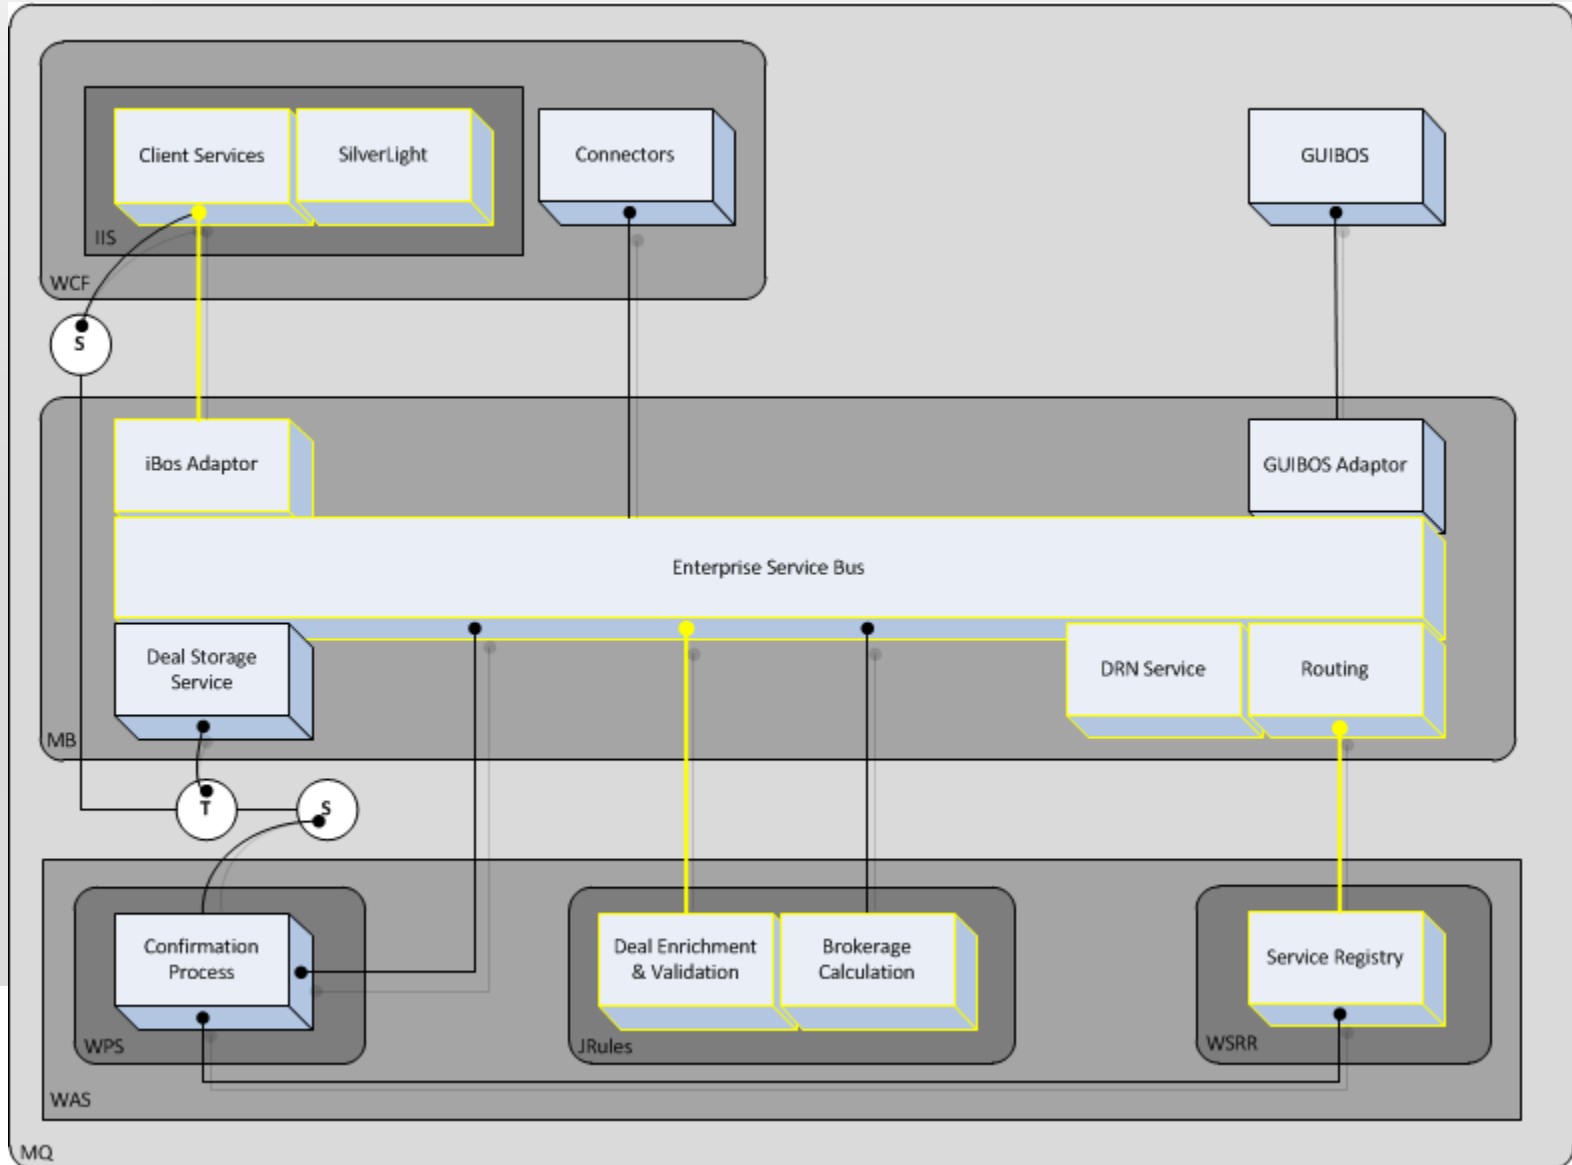 Client Services
SilverLight
Connectors
GUIBOS
IIS
WCF
S
iBos Adaptor
GUIBOS Adaptor
Enterprise Service Bus
Deal Storage
Service
DRN Service
Routing
MB
T
S
Confirmation
Process
Deal Enrichment
& Validation
Brokerage
Calculation
Service Registry
WPS
JRules
WSRR
WAS
MQ